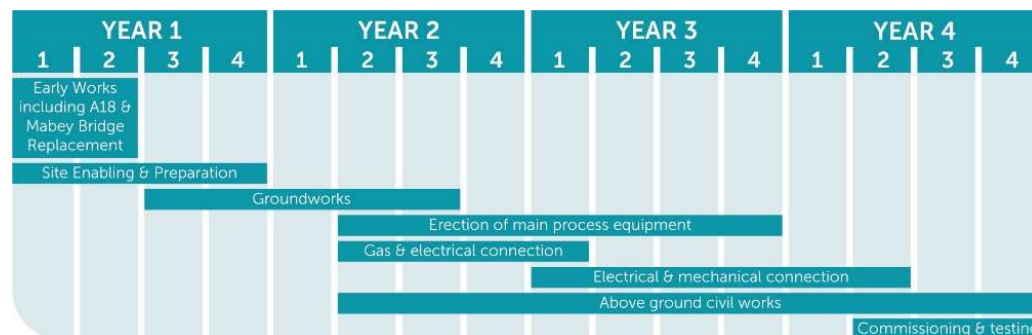 YEAR 1 YEAR 2 YEAR 3 YEAR 4
1 2 3 4 1 2 3 4 1 2 3 4 1 2 3 4
Early Works
including A18 &
Mabey Bridge
Replacement
Site Enabling & Preparation
Groundworks
Erection of main process equipment
Gas & electrical connection
Electrical & mechanical connection
Above ground civil works
Commissioning & testing